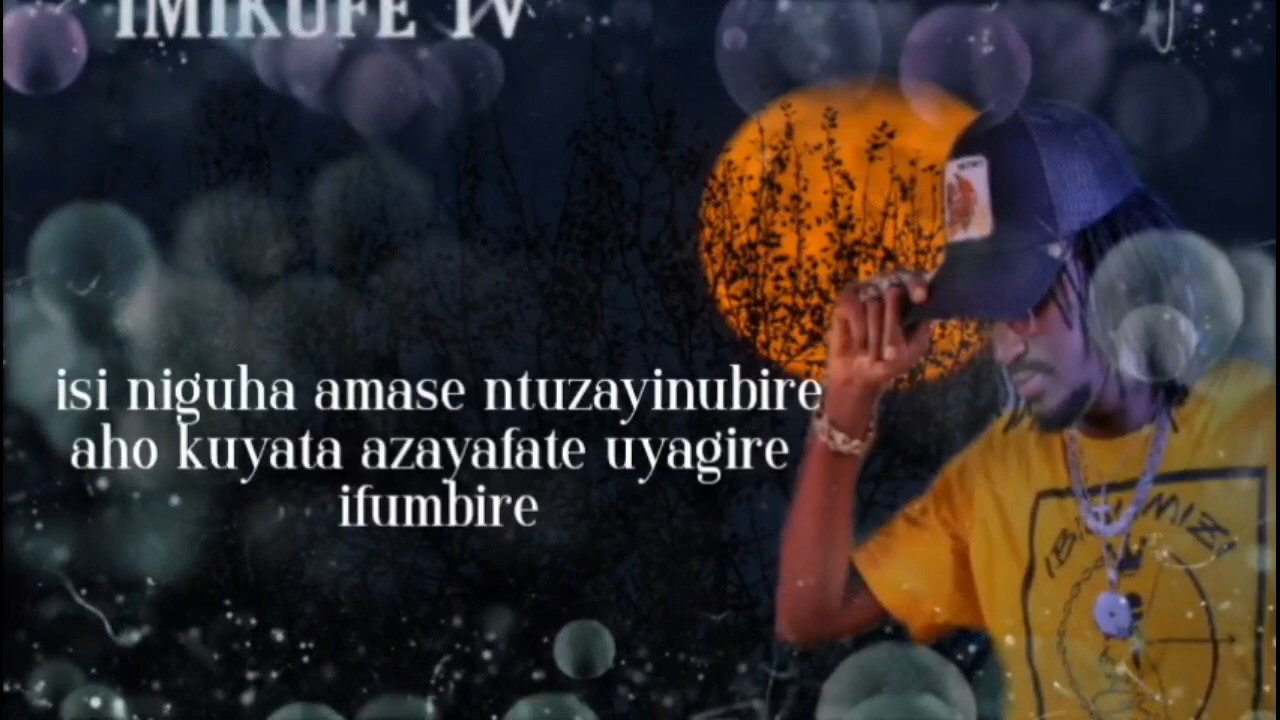 IMIKUFE TV
isi niguha amase ntuzayinubire
aho kuyata azayafate uyagire
ifumbire